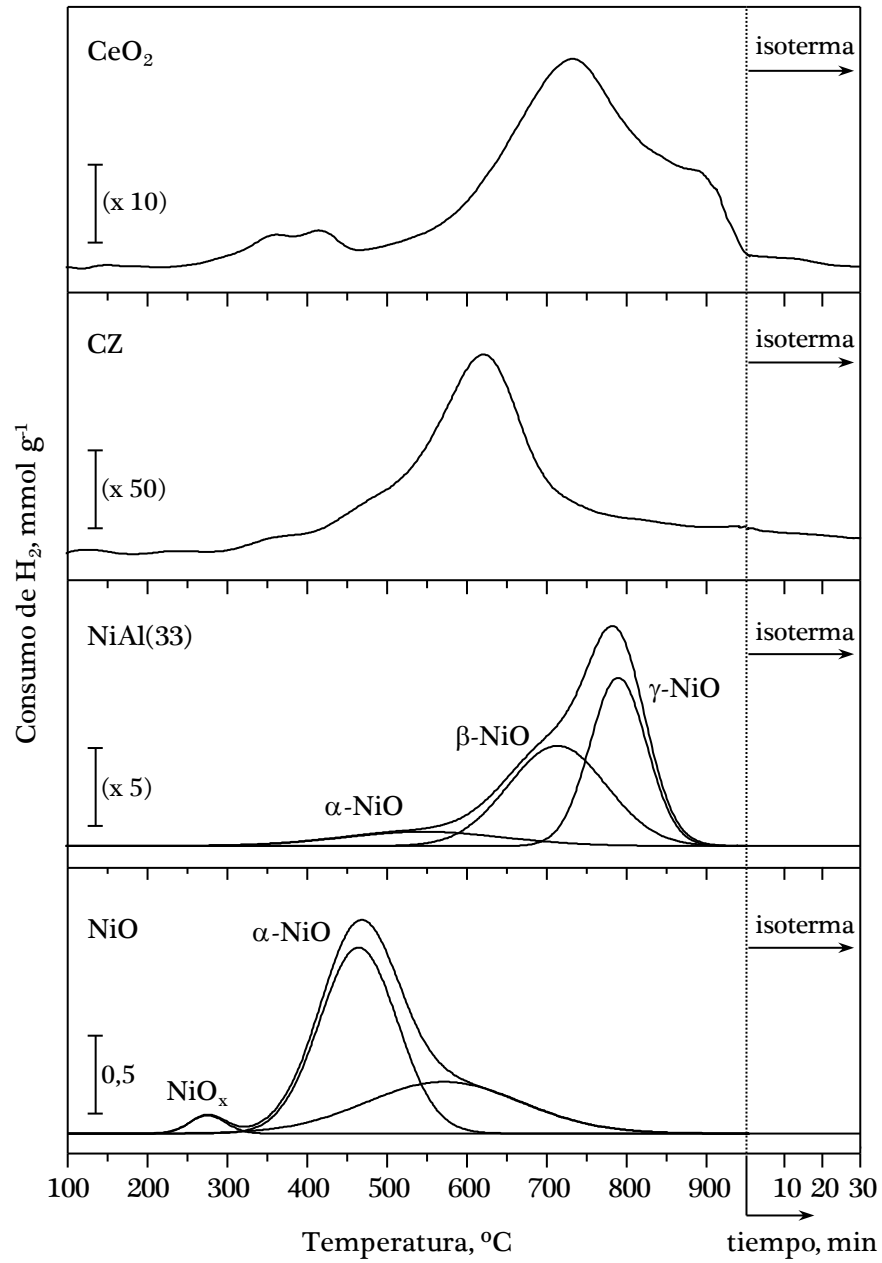 CeO₂
isoterma
(x 10)
CZ
isoterma
(x 50)
NiAl(33)
isoterma
γ-NiO
β-NiO
(x 5)
α-NiO
NiO
isoterma
α-NiO
0,5
NiOₓ
100 200 300 400 500 600 700 800 900 10 20 30
Temperatura, ºC
tiempo, min
Consumo de H₂, mmol g⁻¹